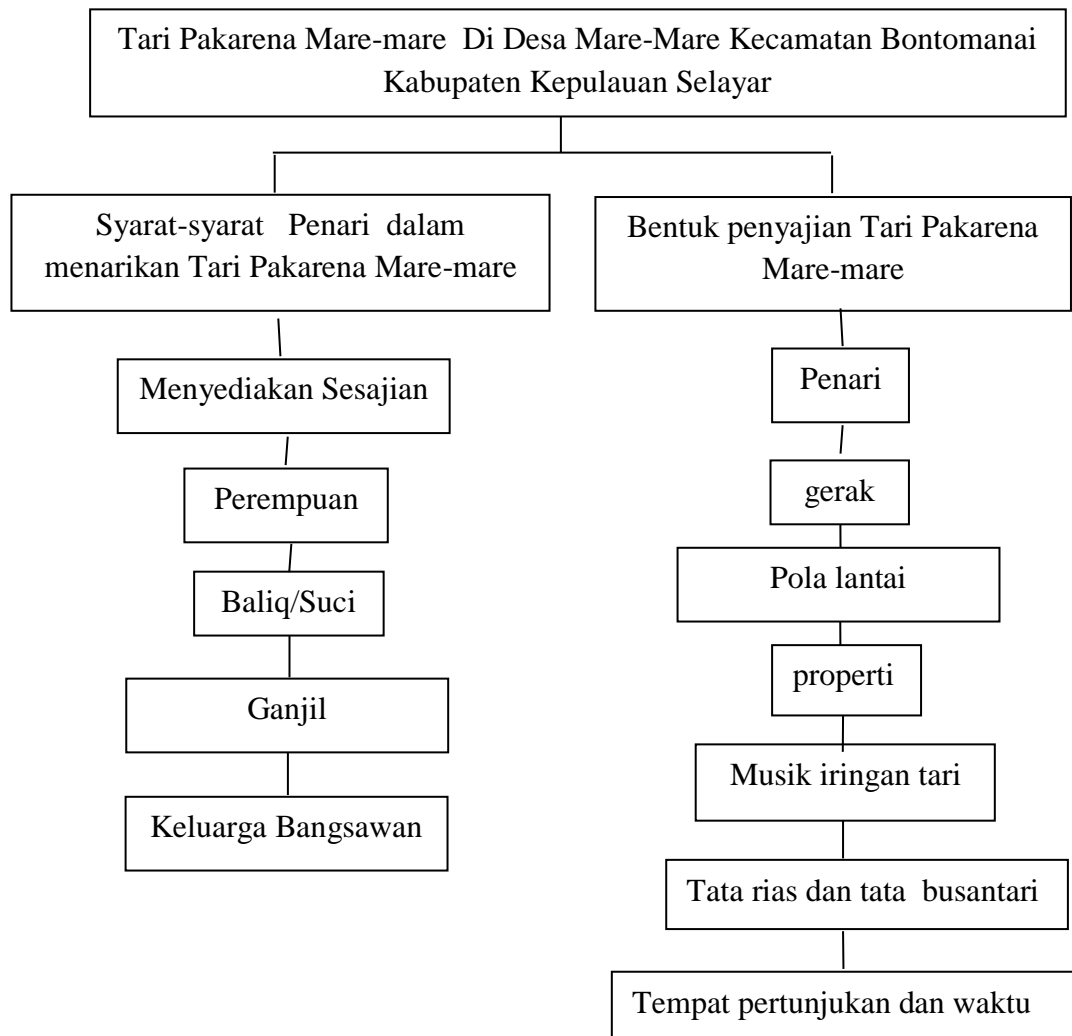 Tari Pakarena Mare-mare Di Desa Mare-Mare Kecamatan Bontomanai
Kabupaten Kepulauan Selayar
Syarat-syarat Penari dalam
menarikan Tari Pakarena Mare-mare
Menyediakan Sesajian
Perempuan
Baliq/Suci
Ganjil
Keluarga Bangsawan
Bentuk penyajian Tari Pakarena
Mare-mare
Penari
gerak
Pola lantai
properti
Musik iringan tari
Tata rias dan tata busantari
Tempat pertunjukan dan waktu